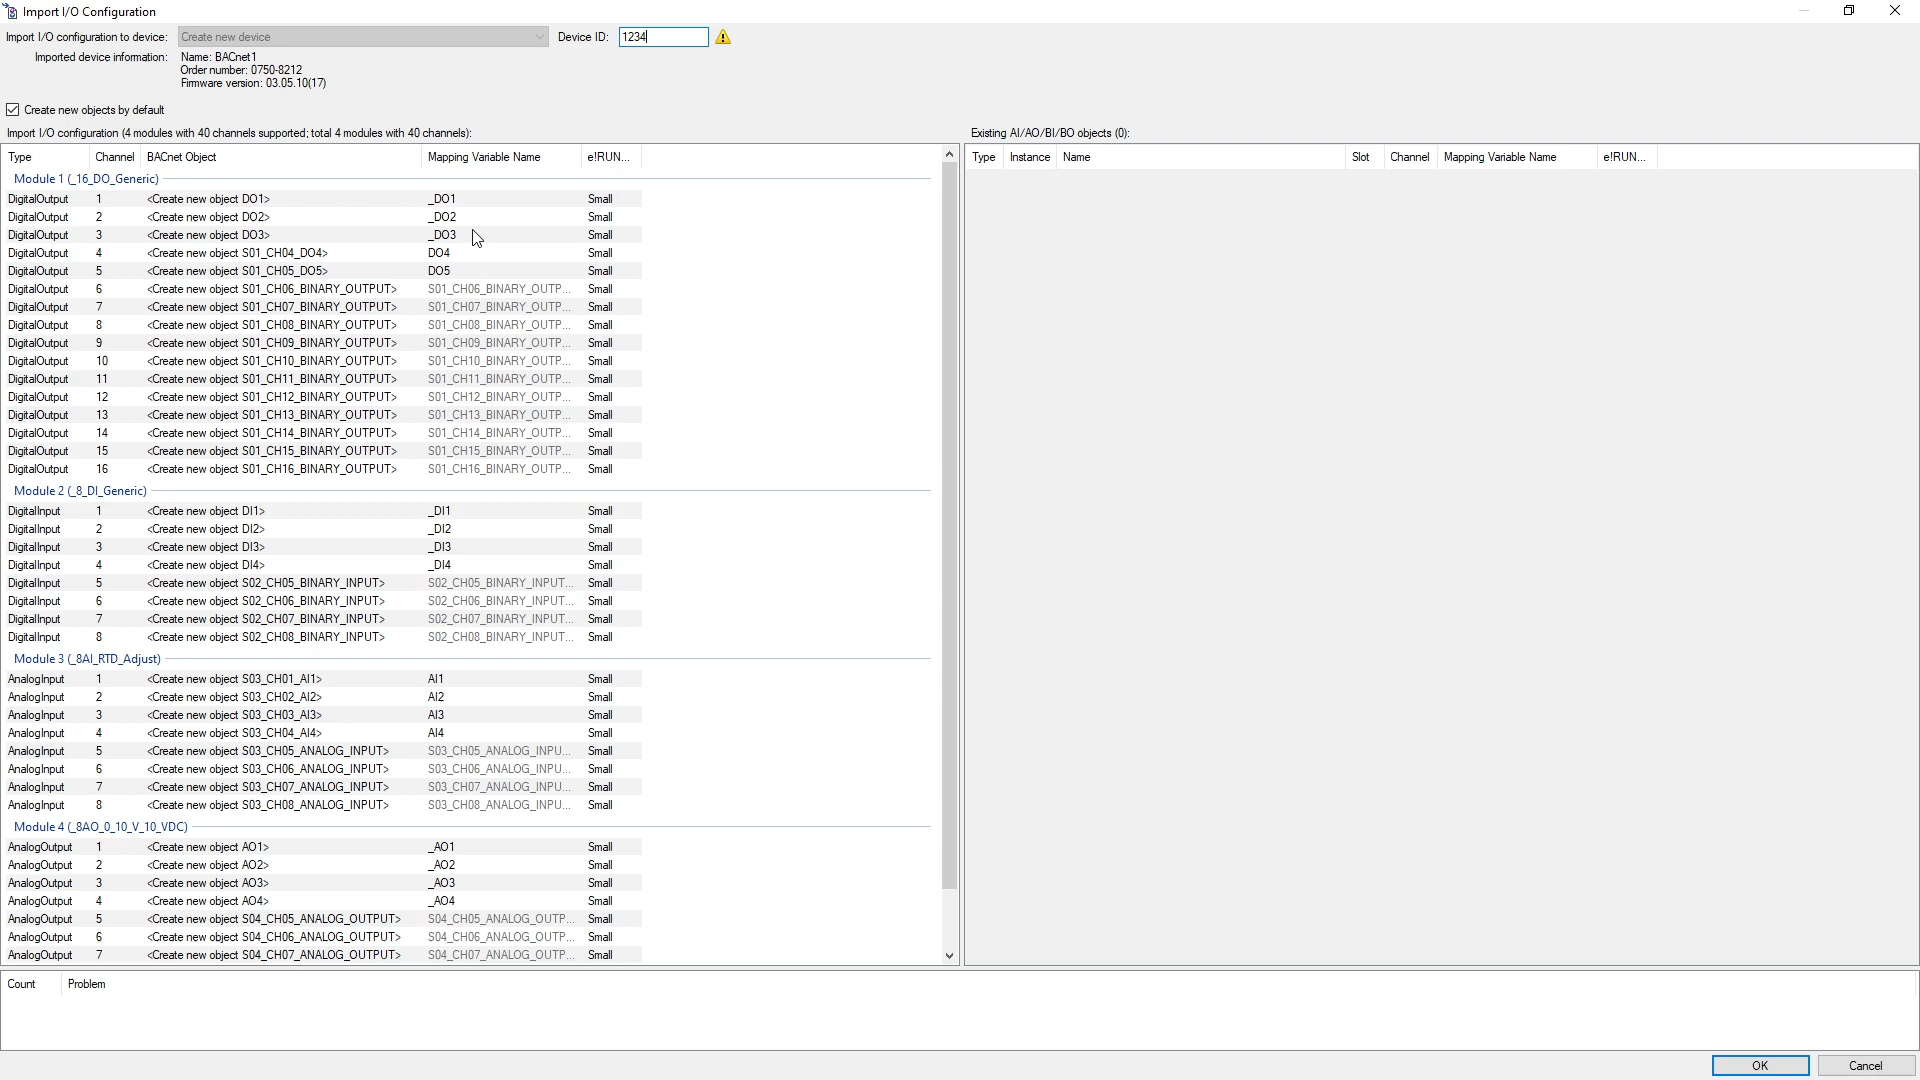 Import I/O Configuration
Import I/O configuration to device: Create new device Device ID: 1234
Imported device information: Name: BACnet1
Order number: 0750-8212
Firmware version: 03.05.10(17)
Create new objects by default
Import I/O configuration (4 modules with 40 channels supported; total 4 modules with 40 channels): Existing AI/AO/BI/BO objects (0):
Type Channel BACnet Object Mapping Variable Name e!RUN... Type Instance Name Slot Channel Mapping Variable Name e!RUN...
Module 1 (_16_DO_Generic)
DigitalOutput 1 <Create new object DO1> _DO1 Small
DigitalOutput 2 <Create new object DO2> _DO2 Small
DigitalOutput 3 <Create new object DO3> _DO3 Small
DigitalOutput 4 <Create new object S01_CH04_DO4> DO4 Small
DigitalOutput 5 <Create new object S01_CH05_DO5> DO5 Small
DigitalOutput 6 <Create new object S01_CH06_BINARY_OUTPUT> S01_CH06_BINARY_OUTP... Small
DigitalOutput 7 <Create new object S01_CH07_BINARY_OUTPUT> S01_CH07_BINARY_OUTP... Small
DigitalOutput 8 <Create new object S01_CH08_BINARY_OUTPUT> S01_CH08_BINARY_OUTP... Small
DigitalOutput 9 <Create new object S01_CH09_BINARY_OUTPUT> S01_CH09_BINARY_OUTP... Small
DigitalOutput 10 <Create new object S01_CH10_BINARY_OUTPUT> S01_CH10_BINARY_OUTP... Small
DigitalOutput 11 <Create new object S01_CH11_BINARY_OUTPUT> S01_CH11_BINARY_OUTP... Small
DigitalOutput 12 <Create new object S01_CH12_BINARY_OUTPUT> S01_CH12_BINARY_OUTP... Small
DigitalOutput 13 <Create new object S01_CH13_BINARY_OUTPUT> S01_CH13_BINARY_OUTP... Small
DigitalOutput 14 <Create new object S01_CH14_BINARY_OUTPUT> S01_CH14_BINARY_OUTP... Small
DigitalOutput 15 <Create new object S01_CH15_BINARY_OUTPUT> S01_CH15_BINARY_OUTP... Small
DigitalOutput 16 <Create new object S01_CH16_BINARY_OUTPUT> S01_CH16_BINARY_OUTP... Small
Module 2 (_8_DI_Generic)
DigitalInput 1 <Create new object DI1> _DI1 Small
DigitalInput 2 <Create new object DI2> _DI2 Small
DigitalInput 3 <Create new object DI3> _DI3 Small
DigitalInput 4 <Create new object DI4> _DI4 Small
DigitalInput 5 <Create new object S02_CH05_BINARY_INPUT> S02_CH05_BINARY_INPUT... Small
DigitalInput 6 <Create new object S02_CH06_BINARY_INPUT> S02_CH06_BINARY_INPUT... Small
DigitalInput 7 <Create new object S02_CH07_BINARY_INPUT> S02_CH07_BINARY_INPUT... Small
DigitalInput 8 <Create new object S02_CH08_BINARY_INPUT> S02_CH08_BINARY_INPUT... Small
Module 3 (_8AI_RTD_Adjust)
AnalogInput 1 <Create new object S03_CH01_AI1> AI1 Small
AnalogInput 2 <Create new object S03_CH02_AI2> AI2 Small
AnalogInput 3 <Create new object S03_CH03_AI3> AI3 Small
AnalogInput 4 <Create new object S03_CH04_AI4> AI4 Small
AnalogInput 5 <Create new object S03_CH05_ANALOG_INPUT> S03_CH05_ANALOG_INPU... Small
AnalogInput 6 <Create new object S03_CH06_ANALOG_INPUT> S03_CH06_ANALOG_INPU... Small
AnalogInput 7 <Create new object S03_CH07_ANALOG_INPUT> S03_CH07_ANALOG_INPU... Small
AnalogInput 8 <Create new object S03_CH08_ANALOG_INPUT> S03_CH08_ANALOG_INPU... Small
Module 4 (_8AO_0_10_V_10_VDC)
AnalogOutput 1 <Create new object AO1> _AO1 Small
AnalogOutput 2 <Create new object AO2> _AO2 Small
AnalogOutput 3 <Create new object AO3> _AO3 Small
AnalogOutput 4 <Create new object AO4> _AO4 Small
AnalogOutput 5 <Create new object S04_CH05_ANALOG_OUTPUT> S04_CH05_ANALOG_OUTP... Small
AnalogOutput 6 <Create new object S04_CH06_ANALOG_OUTPUT> S04_CH06_ANALOG_OUTP... Small
AnalogOutput 7 <Create new object S04_CH07_ANALOG_OUTPUT> S04_CH07_ANALOG_OUTP... Small
Count Problem
OK Cancel